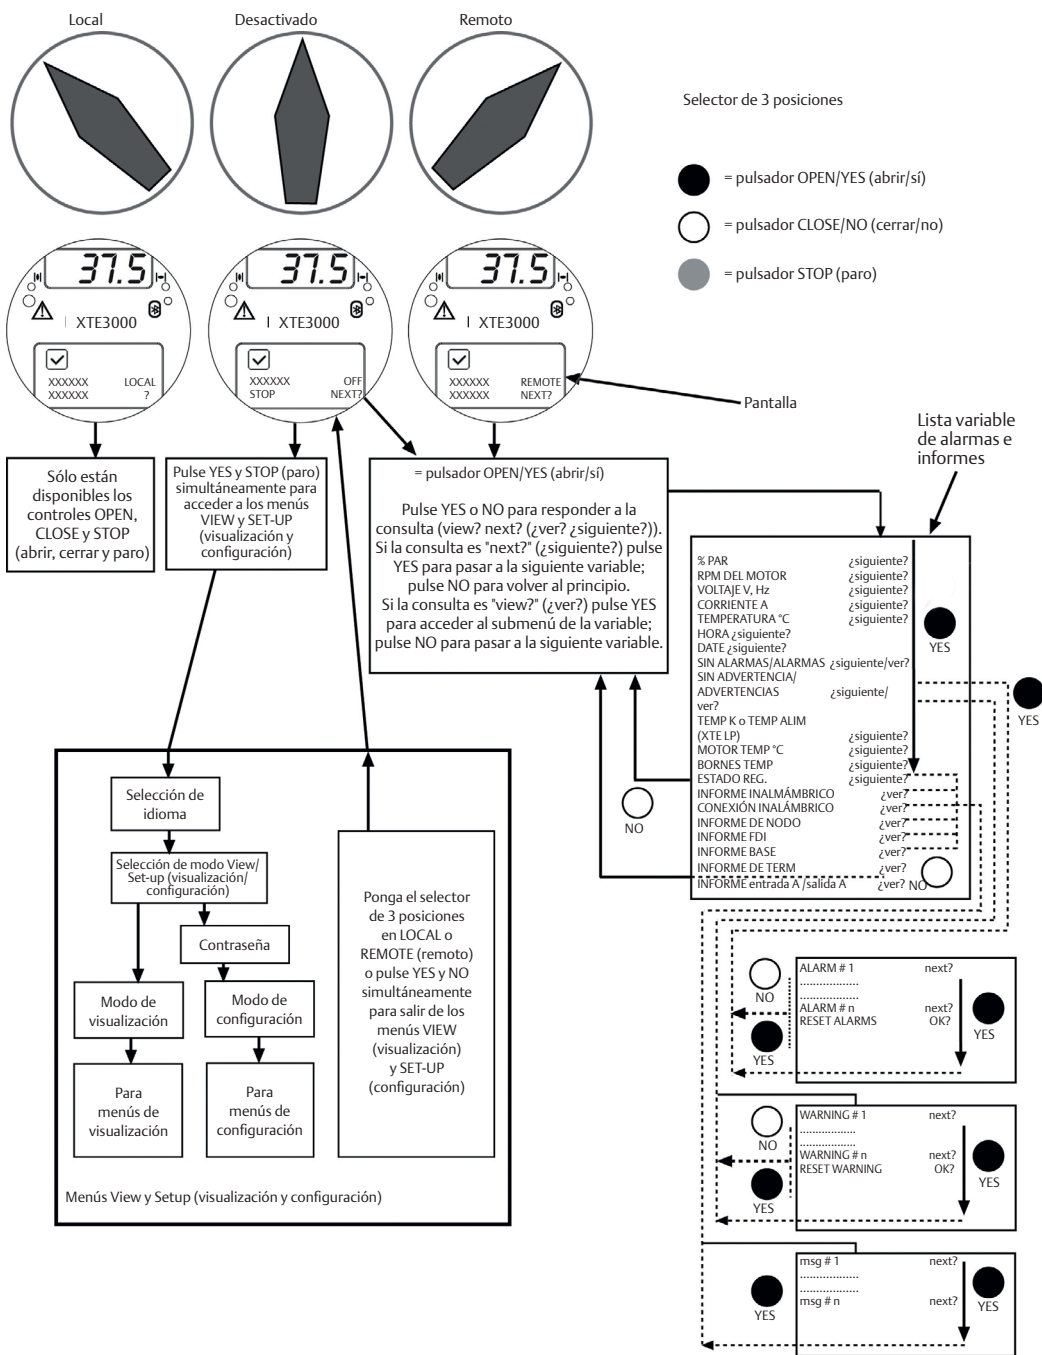 Local
Desactivado
Remoto
Selector de 3 posiciones
= pulsador OPEN/YES (abrir/sí)
= pulsador CLOSE/NO (cerrar/no)
= pulsador STOP (paro)
37.5
XTE3000
XXXXXX LOCAL
XXXXXX ?
37.5
XTE3000
XXXXXX OFF
STOP NEXT?
37.5
XTE3000
XXXXXX REMOTE
XXXXXX NEXT?
Pantalla
Lista variable
de alarmas e
informes
Sólo están
disponibles los
controles OPEN,
CLOSE y STOP
(abrir, cerrar y paro)
Pulse YES y STOP (paro)
simultáneamente para
acceder a los menús
VIEW y SET-UP
(visualización y
configuración)
= pulsador OPEN/YES (abrir/sí)
Pulse YES o NO para responder a la
consulta (view? next? (¿ver? ¿siguiente?)).
Si la consulta es "next?" (¿siguiente?) pulse
YES para pasar a la siguiente variable;
pulse NO para volver al principio.
Si la consulta es "view?" (¿ver?) pulse YES
para acceder al submenú de la variable;
pulse NO para pasar a la siguiente variable.
% PAR ¿siguiente?
RPM DEL MOTOR ¿siguiente?
VOLTAJE V, Hz ¿siguiente?
CORRIENTE A ¿siguiente?
TEMPERATURA °C ¿siguiente?
HORA ¿siguiente?
DATE ¿siguiente?
SIN ALARMAS/ALARMAS ¿siguiente/ver?
SIN ADVERTENCIA/
ADVERTENCIAS ¿siguiente/
ver?
TEMP K o TEMP ALIM
(XTE LP) ¿siguiente?
MOTOR TEMP °C ¿siguiente?
BORNES TEMP ¿siguiente?
ESTADO REG. ¿siguiente?
INFORME INALMÁMBRICO ¿ver?
CONEXIÓN INALÁMBRICO ¿ver?
INFORME DE NODO ¿ver?
INFORME FDI ¿ver?
INFORME BASE ¿ver?
INFORME DE TERM ¿ver?
INFORME entrada A /salida A ¿ver? NO
YES
YES
NO
Selección de
idioma
Selección de modo View/
Set-up (visualización/
configuración)
Contraseña
Modo de
visualización
Modo de
configuración
Para
menús de
visualización
Para
menús de
configuración
Ponga el selector
de 3 posiciones
en LOCAL o
REMOTE (remoto)
o pulse YES y NO
simultáneamente
para salir de los
menús VIEW
(visualización)
y SET-UP
(configuración)
Menús View y Setup (visualización y configuración)
NO
YES
ALARM # 1 next?
..................
..................
ALARM # n next?
RESET ALARMS OK?
YES
NO
YES
WARNING # 1 next?
..................
..................
WARNING # n next?
RESET WARNING OK?
YES
YES
msg # 1 next?
..................
..................
msg # n next?
YES